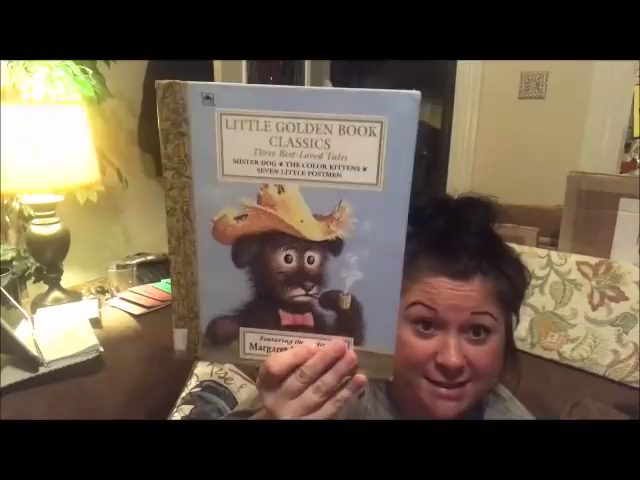 LITTLE GOLDEN BOOK
CLASSICS
Three Best-Loved Tales
MISTER DOG THE COLOR KITTENS
SEVEN LITTLE POSTMEN
Featuring the
Margaret